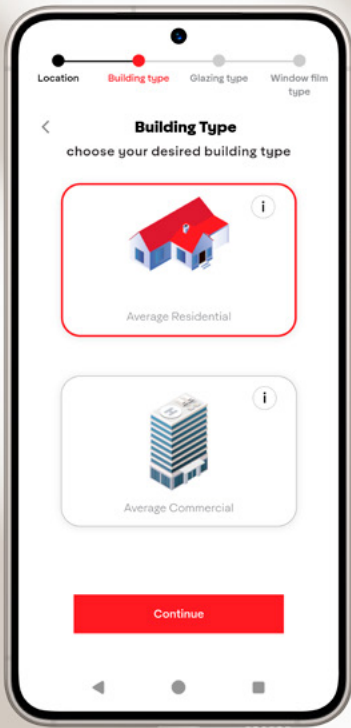 Location Building type Glazing type Window film
type
Building Type
choose your desired building type
i
Average Residential
i
H
Average Commercial
Continue